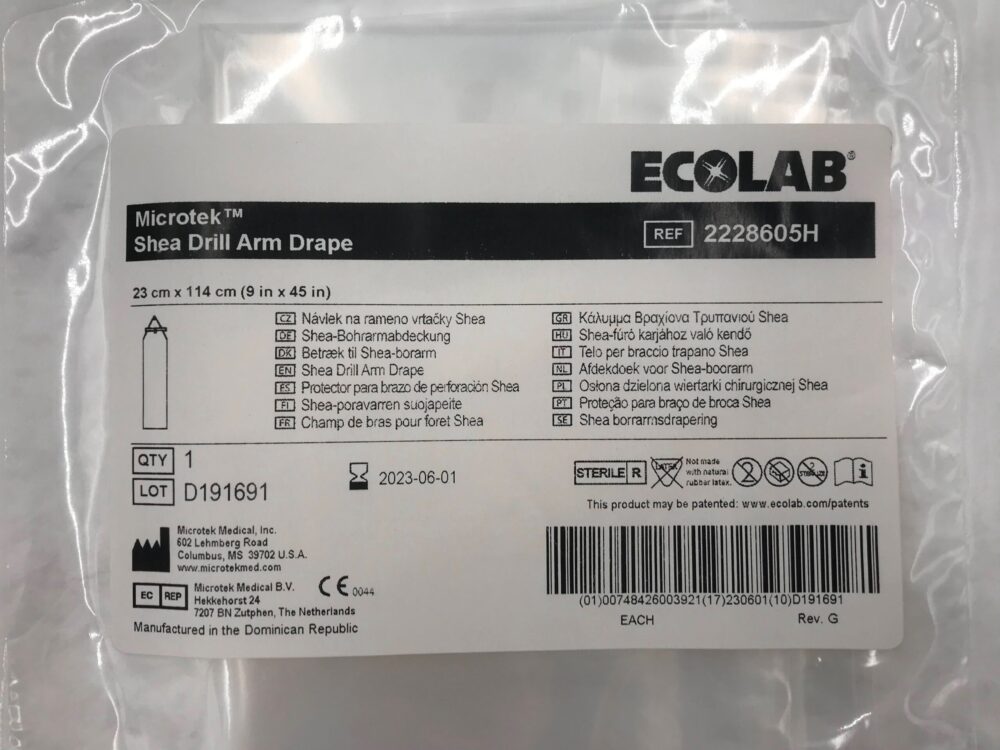 ECOLAB®
Microtek™
Shea Drill Arm Drape
REF 2228605H
23 cm x 114 cm (9 in x 45 in)
CZ Návlek na rameno vrtačky Shea
DE Shea-Bohrarmabdeckung
DK Betræk til Shea-borarm
EN Shea Drill Arm Drape
ES Protector para brazo de perforación Shea
FI Shea-poravarren suojapeite
FR Champ de bras pour foret Shea
GR Κάλυμμα Βραχίονα Τρυπανιού Shea
HU Shea-fúró karjához való kendő
IT Telo per braccio trapano Shea
NL Afdekdoek voor Shea-boorarm
PL Osłona dzielona wiertarki chirurgicznej Shea
PT Proteção para braço de broca Shea
SE Shea borrarmsdrapering
QTY 1
LOT D191691
2023-06-01
STERILE R
LATEX
Not made
with natural
rubber latex.
2
STERILIZE
i
This product may be patented: www.ecolab.com/patents
Microtek Medical, Inc.
602 Lehmberg Road
Columbus, MS 39702 U.S.A.
www.microtekmed.com
EC REP
Microtek Medical B.V.
Hekkehorst 24
7207 BN Zutphen, The Netherlands
CE 0044
Manufactured in the Dominican Republic
(01)00748426003921(17)230601(10)D191691
EACH
Rev. G